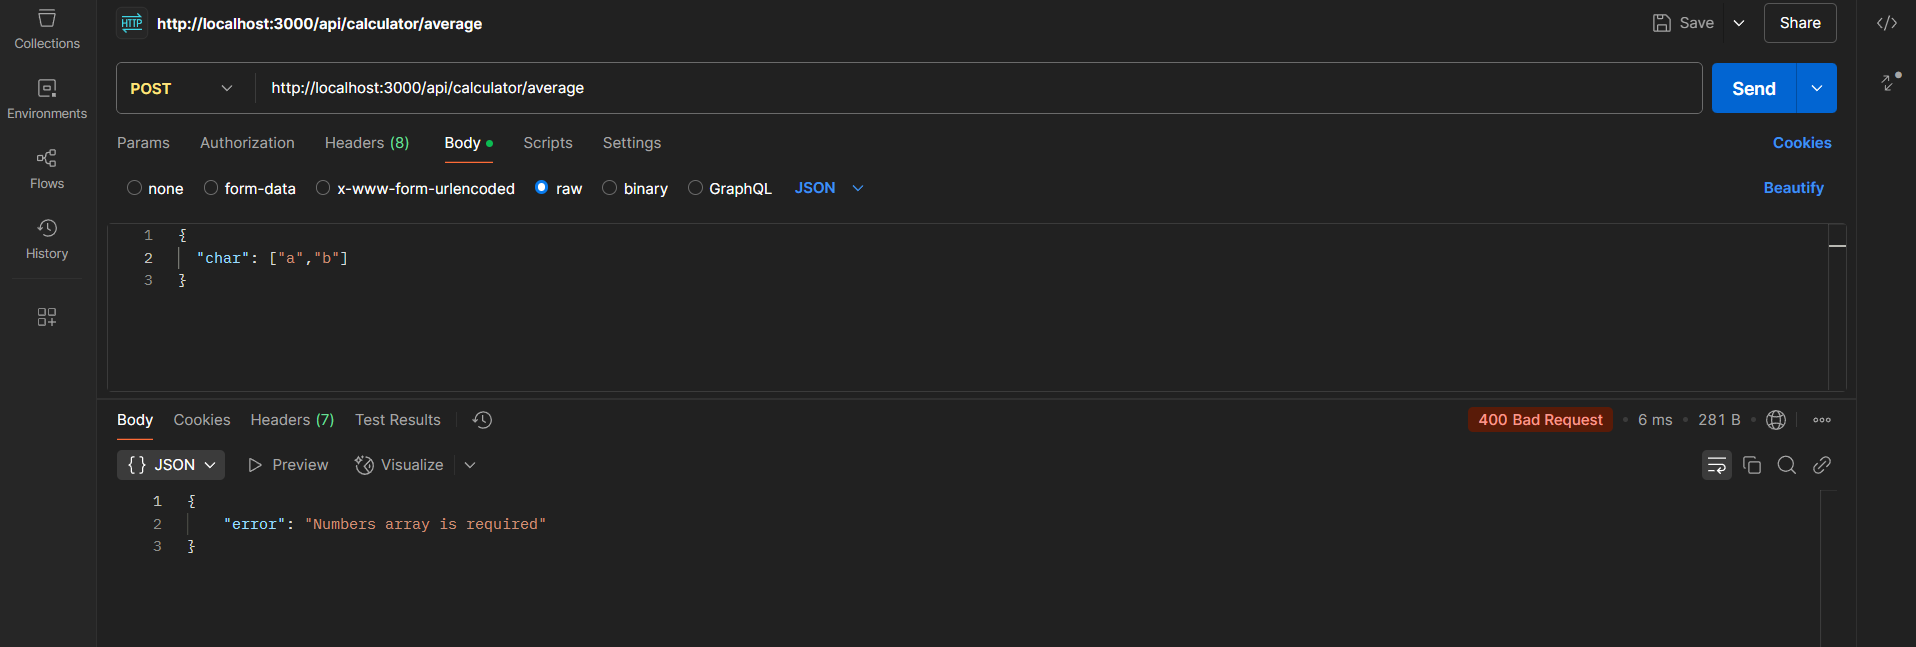 Collections
HTTP http://localhost:3000/api/calculator/average
Save
Share
Environments
POST
http://localhost:3000/api/calculator/average
Send
Params Authorization Headers (8) Body Scripts Settings
Cookies
Flows
none form-data x-www-form-urlencoded raw binary GraphQL JSON
Beautify
History
1 {
2 "char": ["a","b"]
3 }
Body Cookies Headers (7) Test Results
400 Bad Request • 6 ms • 281 B •
{} JSON Preview Visualize
1 {
2 "error": "Numbers array is required"
3 }